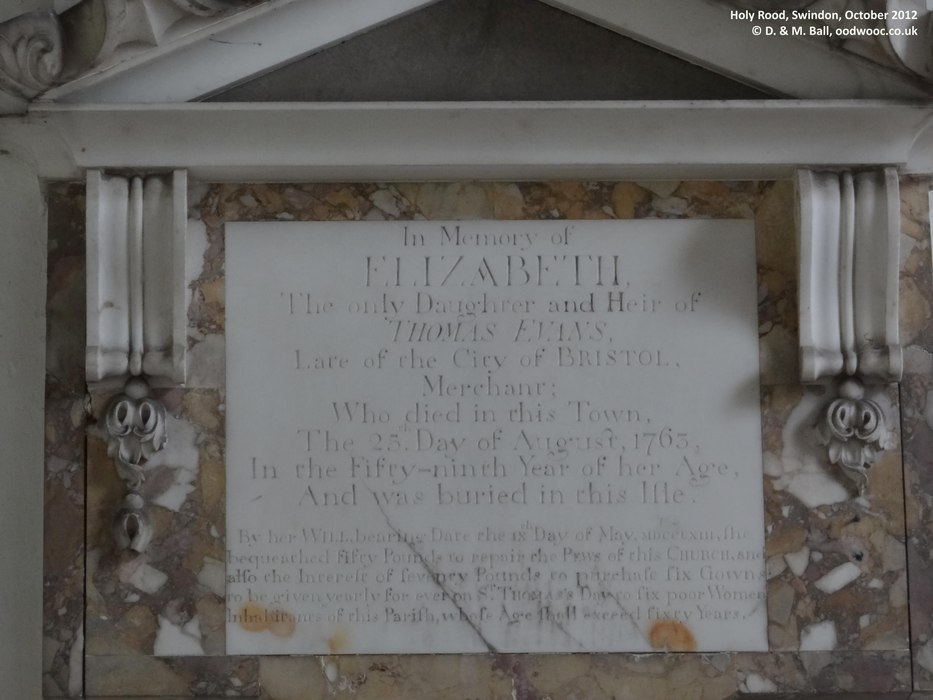 Holy Rood, Swindon, October 2012
© D. & M. Ball, oodwooc.co.uk
In Memory of
ELIZABETH,
The only Daughter and Heir of
THOMAS EVANS,
Late of the City of BRISTOL,
Merchant;
Who died in this Town,
The 25th Day of August, 1763,
In the Fifty-ninth Year of her Age,
And was buried in this Iſle.
By her WILL, bearing Date the 18th Day of May, MDCCLXIII, ſhe
bequeathed Fifty Pounds to repair the PEWS of this CHURCH, and
alſo the Intereſt of ſeventy Pounds to purchaſe ſix Gowns
to be given yearly for ever on St. THOMAS's Day to ſix poor Women
Inhabitants of this Pariſh, whoſe Age ſhall exceed ſixty Years.